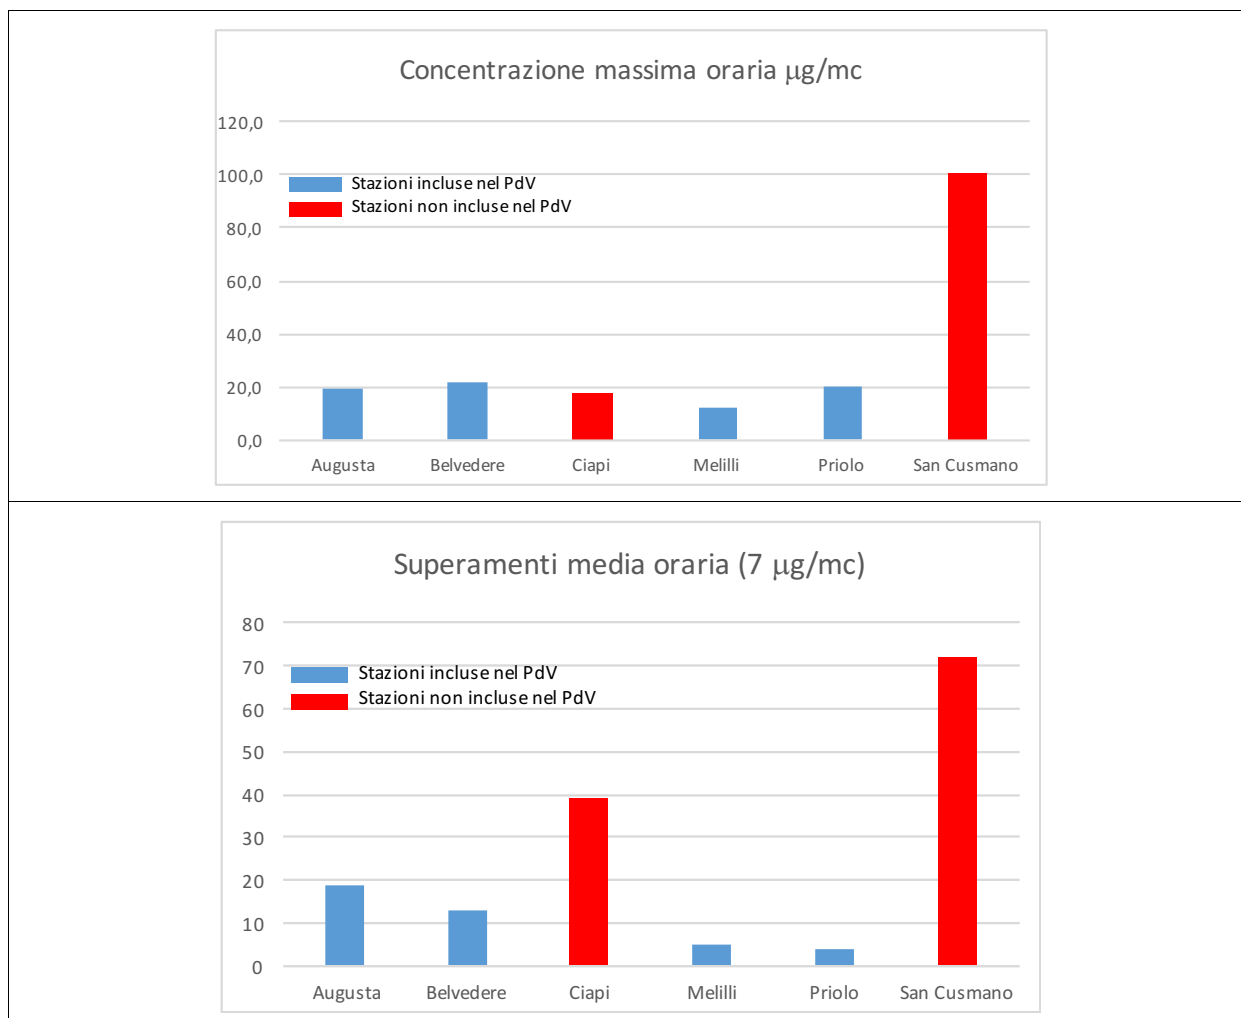 Concentrazione massima oraria µg/mc
120,0
100,0
80,0
60,0
40,0
20,0
0,0
Stazioni incluse nel PdV
Stazioni non incluse nel PdV
Augusta Belvedere Ciapi Melilli Priolo San Cusmano
Superamenti media oraria (7 µg/mc)
80
70
60
50
40
30
20
10
0
Stazioni incluse nel PdV
Stazioni non incluse nel PdV
Augusta Belvedere Ciapi Melilli Priolo San Cusmano